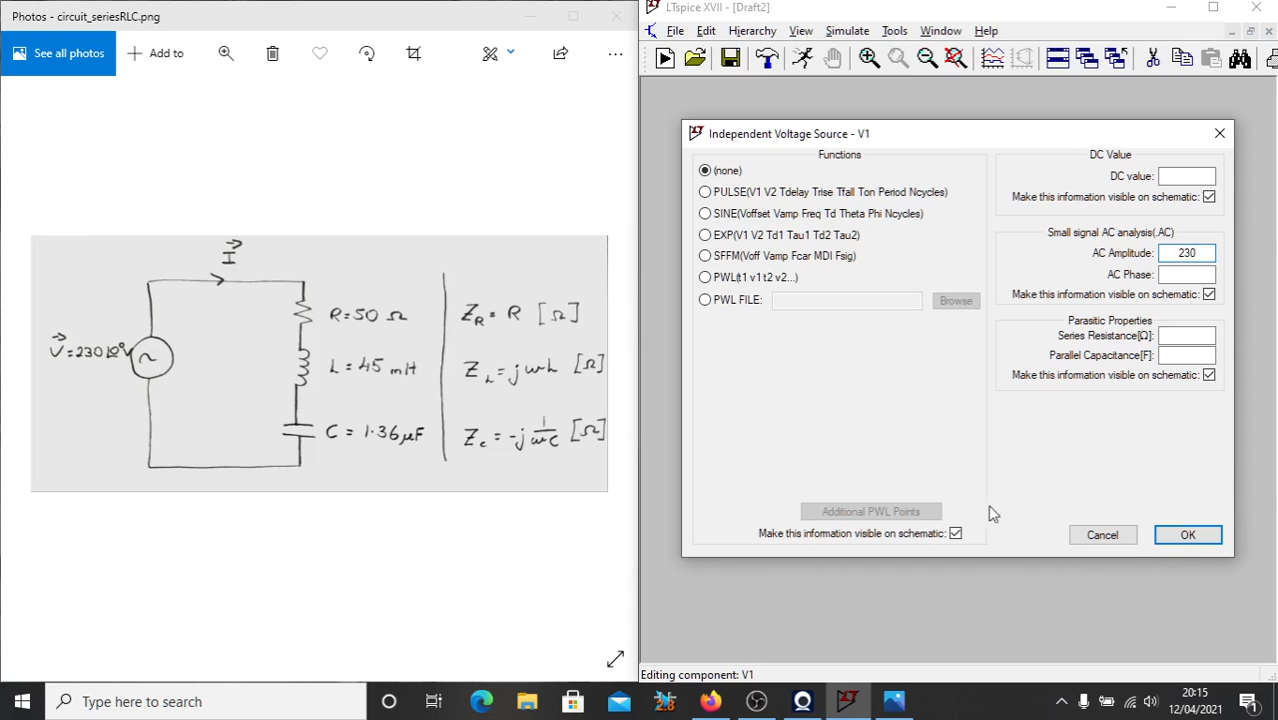 Photos - circuit_seriesRLC.png
See all photos
Add to
I
V=230∠0°V
R=50 Ω
L=45 mH
C=1.36μF
Z_R = R [Ω]
Z_L = jωL [Ω]
Z_c = -j 1/ωC [Ω]
LTspice XVII - [Draft2]
File Edit Hierarchy View Simulate Tools Window Help
Independent Voltage Source - V1
Functions
(none)
PULSE(V1 V2 Tdelay Trise Tfall Ton Period Ncycles)
SINE(Voffset Vamp Freq Td Theta Phi Ncycles)
EXP(V1 V2 Td1 Tau1 Td2 Tau2)
SFFM(Voff Vamp Fcar MDI Fsig)
PWL(t1 v1 t2 v2...)
PWL FILE:
Browse
Additional PWL Points
Make this information visible on schematic:
DC Value
DC value:
Make this information visible on schematic:
Small signal AC analysis(.AC)
AC Amplitude: 230
AC Phase:
Make this information visible on schematic:
Parasitic Properties
Series Resistance[Ω]:
Parallel Capacitance[F]:
Make this information visible on schematic:
Cancel
OK
Editing component: V1
Type here to search
2.8
20:15
12/04/2021
1